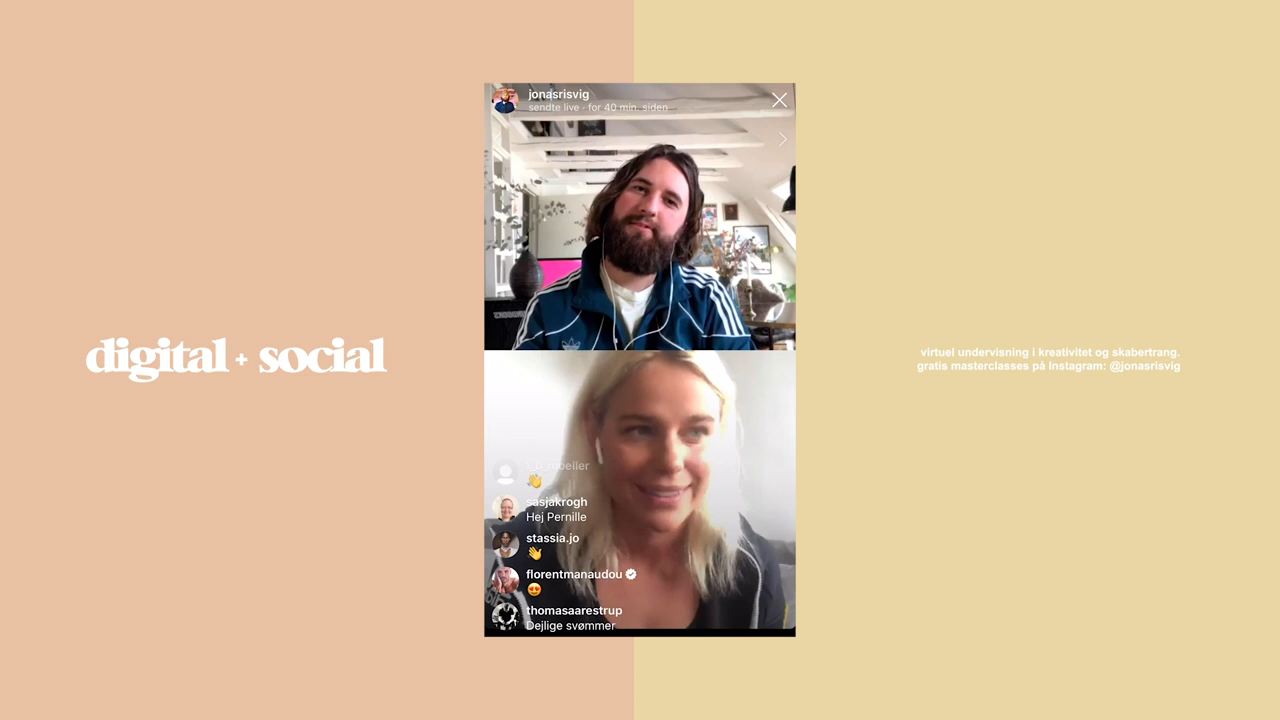 jonasrisvig
sendte live · for 40 min. siden
digital + social
virtuel undervisning i kreativitet og skabertrang.
gratis masterclasses på Instagram: @jonasrisvig
👋
sasjakrogh
Hej Pernille
stassia.jo
👋
florentmanaudou
😍
thomasaarestrup
Dejlige svømmer